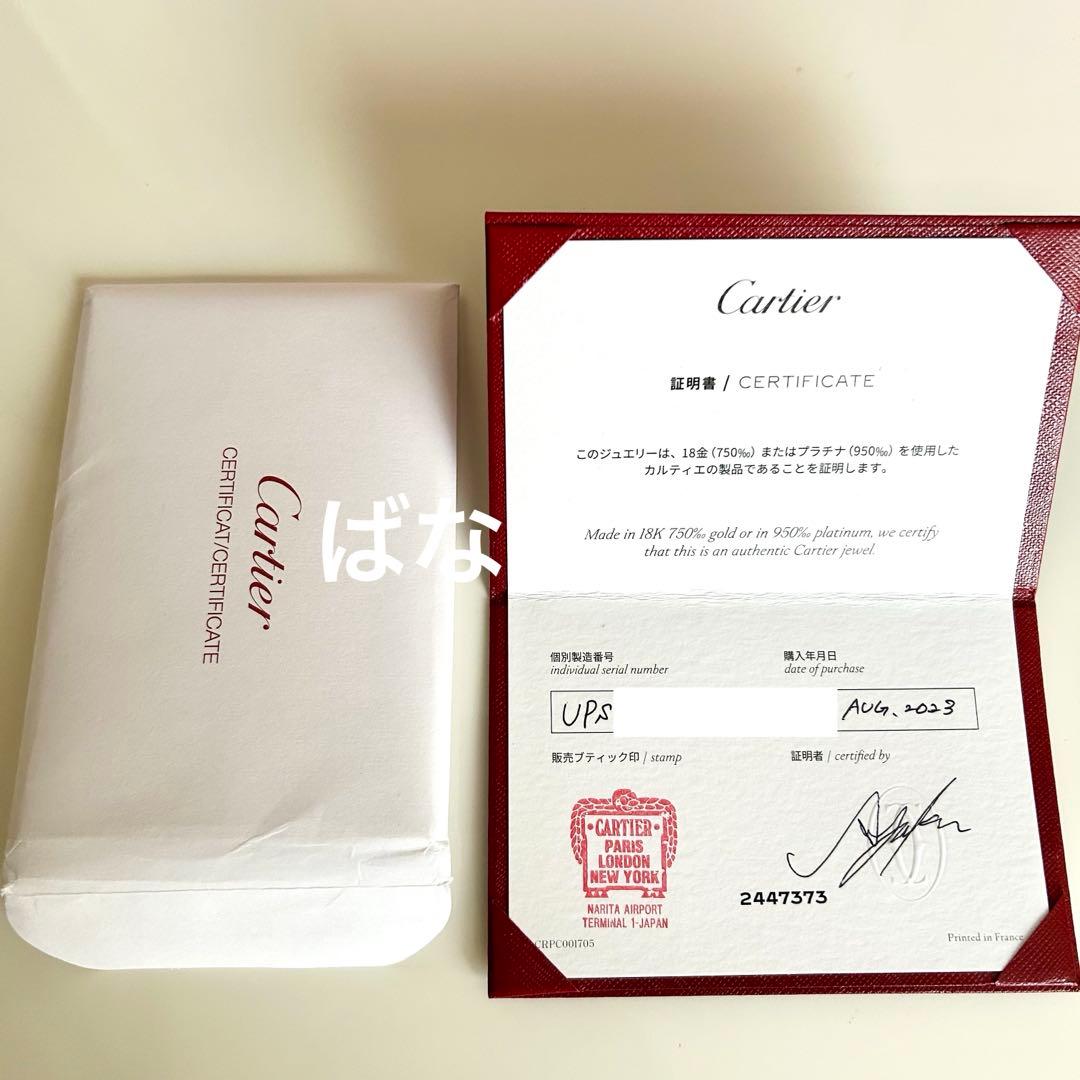 Cartier
CERTIFICAT/CERTIFICATE
ばな
Cartier
証明書 / CERTIFICATE
このジュエリーは、18金(750‰)またはプラチナ(950‰)を使用した
カルティエの製品であることを証明します。
Made in 18K 750‰ gold or in 950‰ platinum, we certify
that this is an authentic Cartier jewel.
個別製造番号
individual serial number
購入年月日
date of purchase
UPS
AUG. 2023
販売ブティック印 / stamp
証明者 / certified by
CARTIER
PARIS
LONDON
NEW YORK
NARITA AIRPORT
TERMINAL 1-JAPAN
2447373
CRPC001705
Printed in France